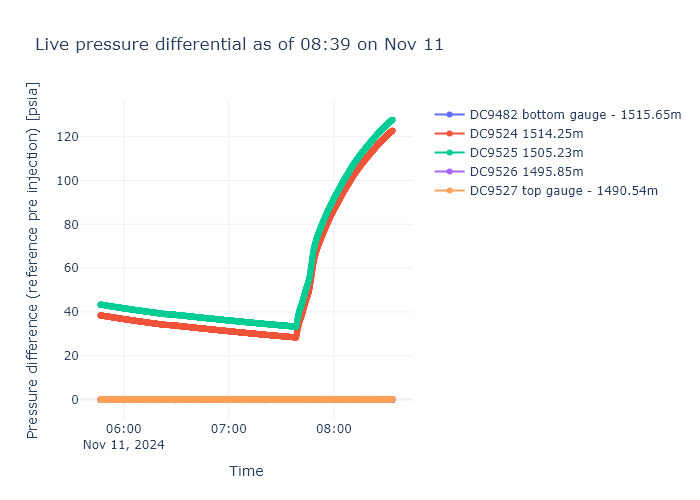 Live pressure differential as of 08:39 on Nov 11
Pressure difference (reference pre injection) [psia]
120
100
80
60
40
20
0
06:00
Nov 11, 2024
07:00
08:00
Time
DC9482 bottom gauge - 1515.65m
DC9524 1514.25m
DC9525 1505.23m
DC9526 1495.85m
DC9527 top gauge - 1490.54m